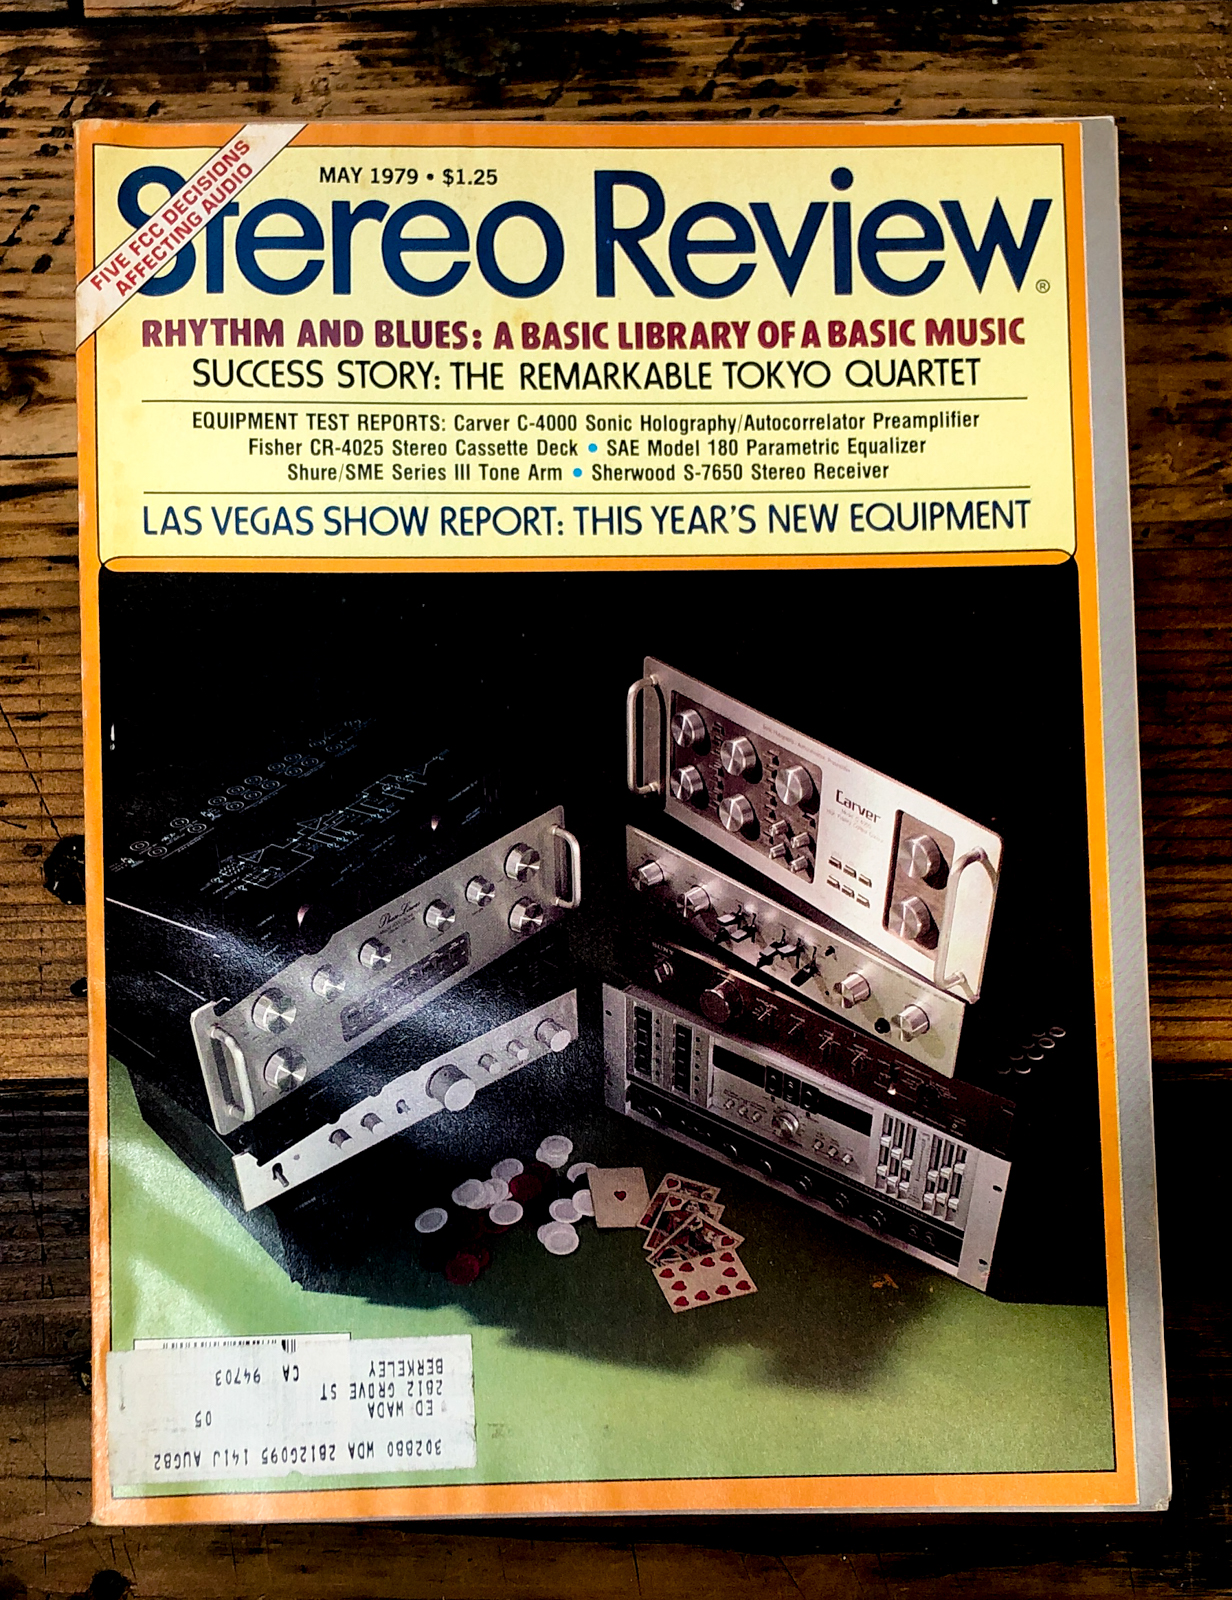 FIVE FCC DECISIONS
AFFECTING AUDIO
MAY 1979 • $1.25
Stereo Review®
RHYTHM AND BLUES: A BASIC LIBRARY OF A BASIC MUSIC
SUCCESS STORY: THE REMARKABLE TOKYO QUARTET
EQUIPMENT TEST REPORTS: Carver C-4000 Sonic Holography/Autocorrelator Preamplifier
Fisher CR-4025 Stereo Cassette Deck • SAE Model 180 Parametric Equalizer
Shure/SME Series III Tone Arm • Sherwood S-7650 Stereo Receiver
LAS VEGAS SHOW REPORT: THIS YEAR'S NEW EQUIPMENT
Carver
Phase Linear
SONY
302880 WDA 2812G095 141J AUG82
ED WADA 05
2812 GROVE ST
BERKELEY CA 94703